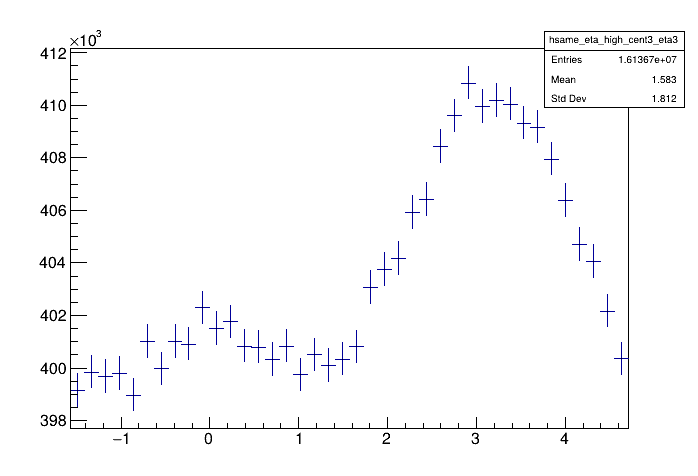 ×10³
hsame_eta_high_cent3_eta3
Entries 1.61367e+07
Mean 1.583
Std Dev 1.812
412
410
408
406
404
402
400
398
−1 0 1 2 3 4